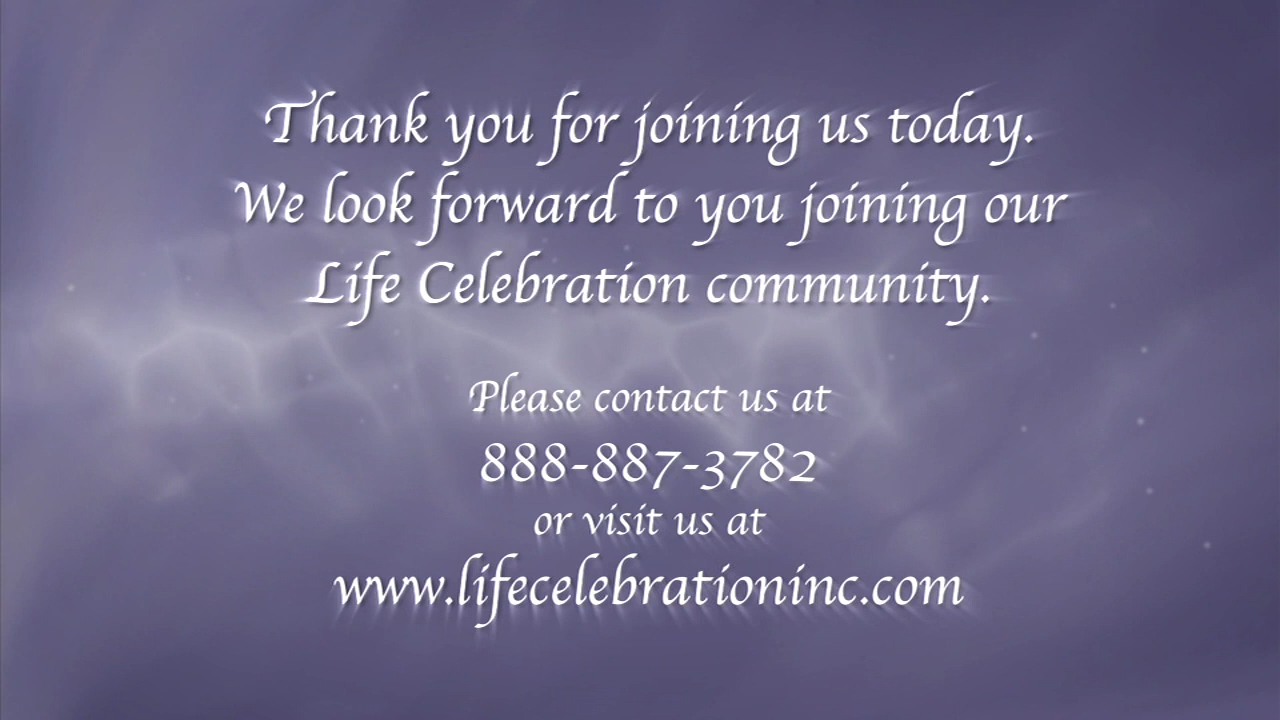 Thank you for joining us today.
We look forward to you joining our
Life Celebration community.
Please contact us at
888-887-3782
or visit us at
www.lifecelebrationinc.com